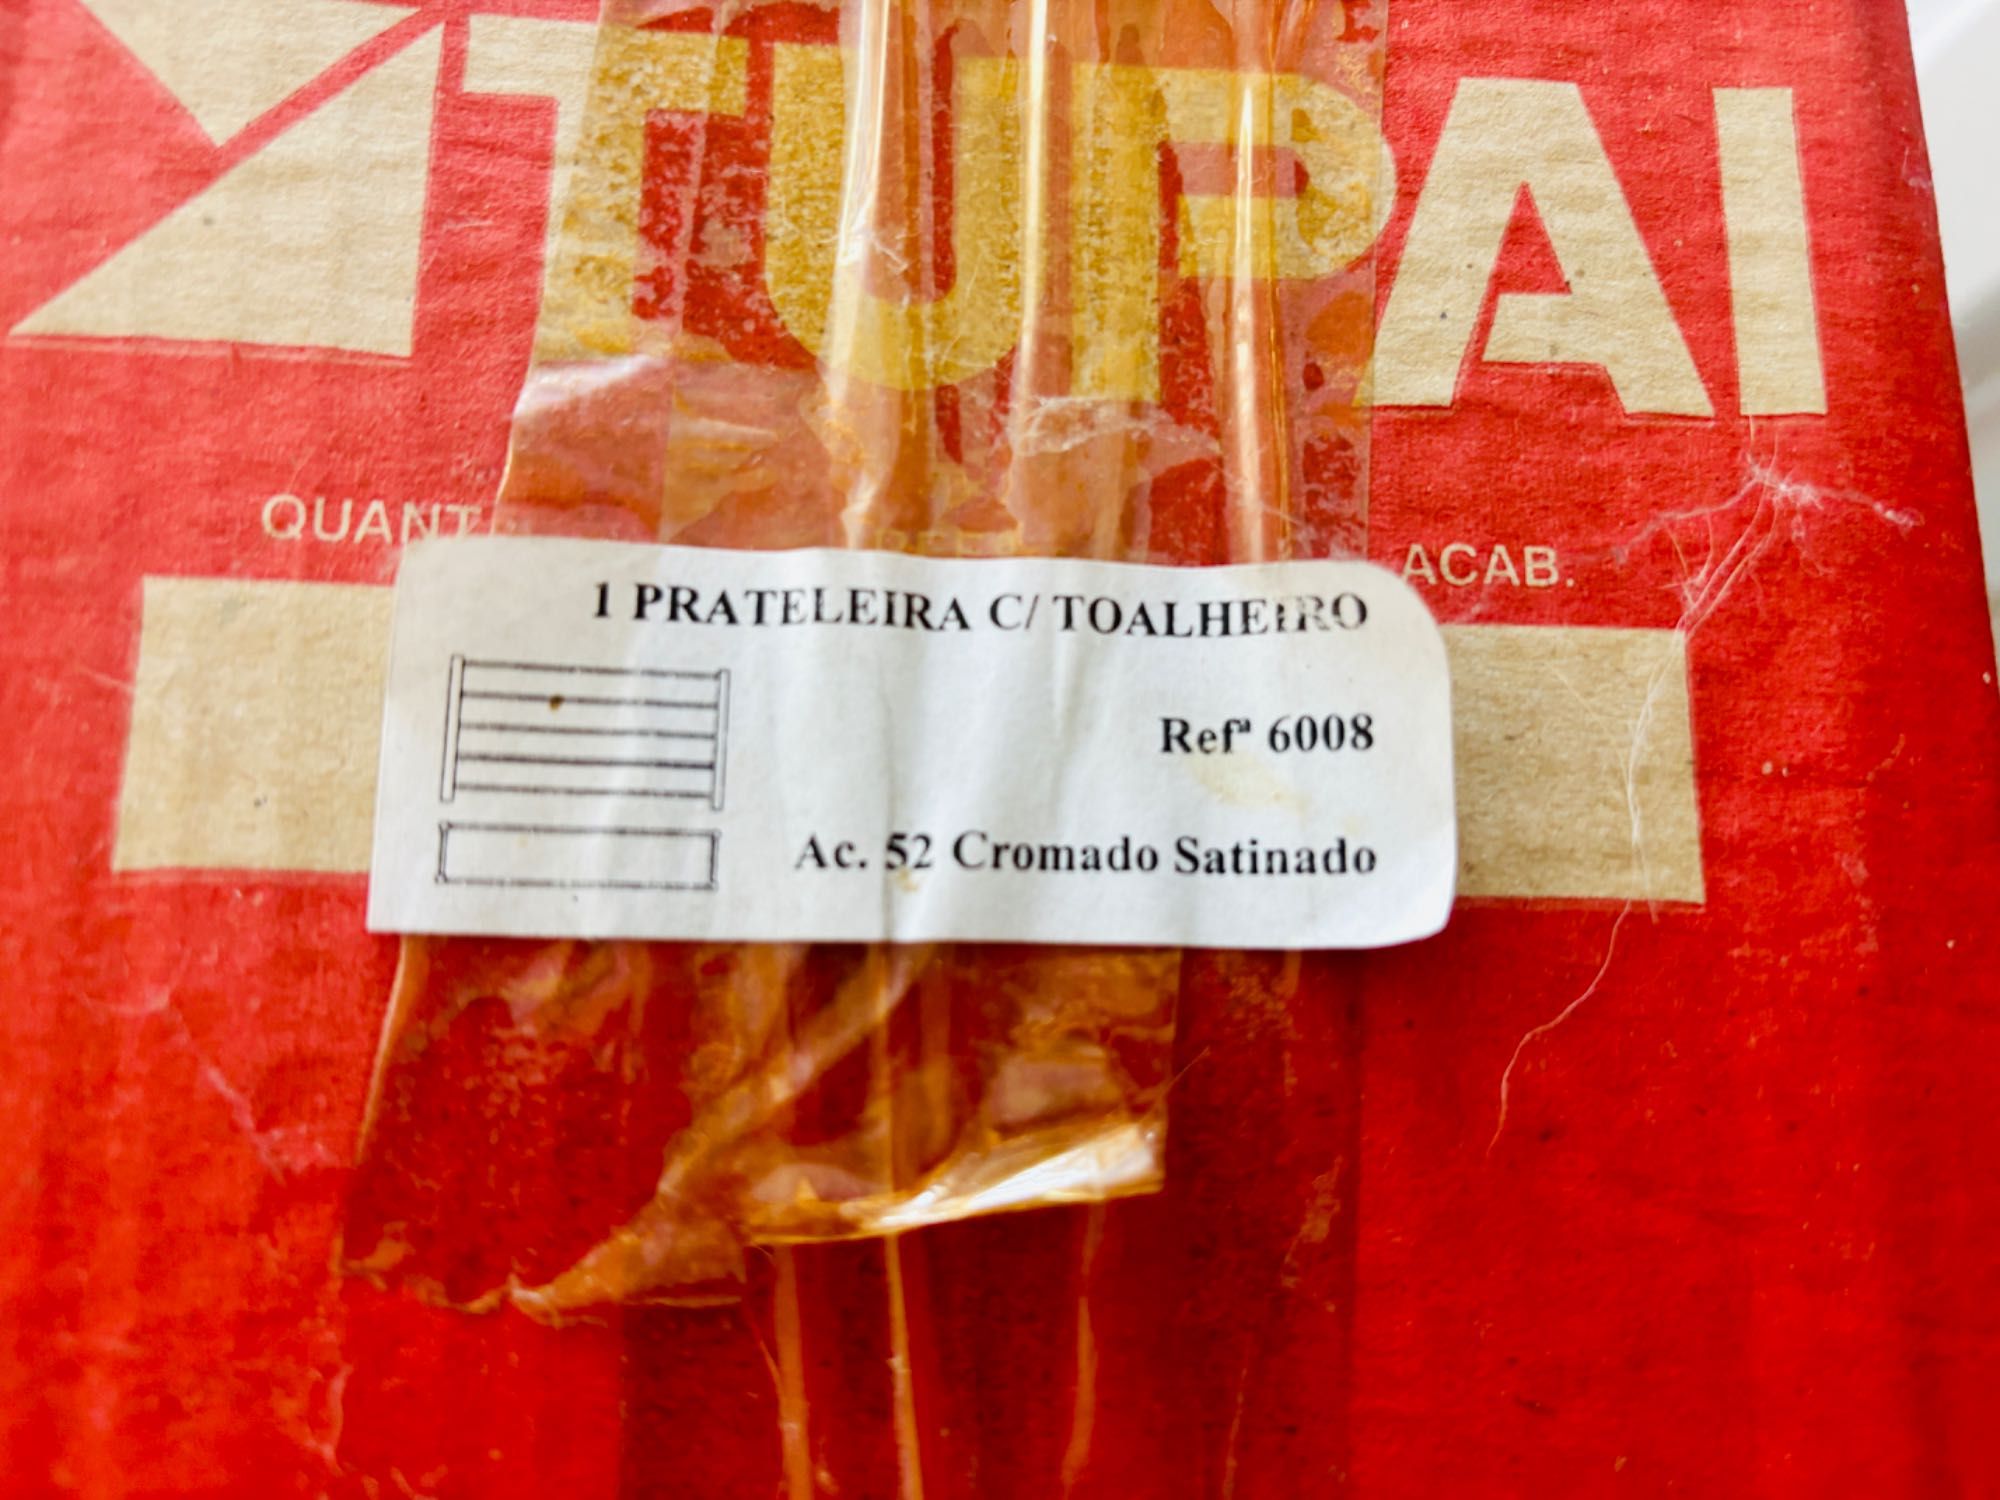 TUPAI
QUANT
ACAB.
1 PRATELEIRA C/ TOALHEIRO
Refª 6008
Ac. 52 Cromado Satinado